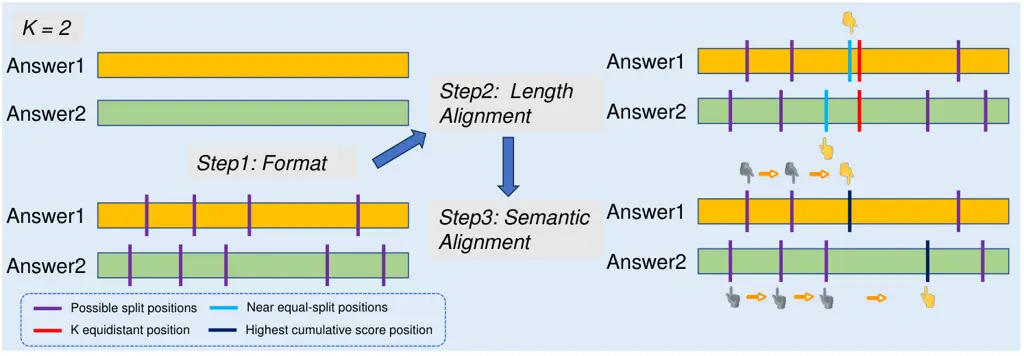 K = 2
Answer1
Answer2
Step1: Format
Answer1
Answer2
Step2: Length
Alignment
Step3: Semantic
Alignment
Answer1
Answer2
Answer1
Answer2
Possible split positions
Near equal-split positions
K equidistant position
Highest cumulative score position